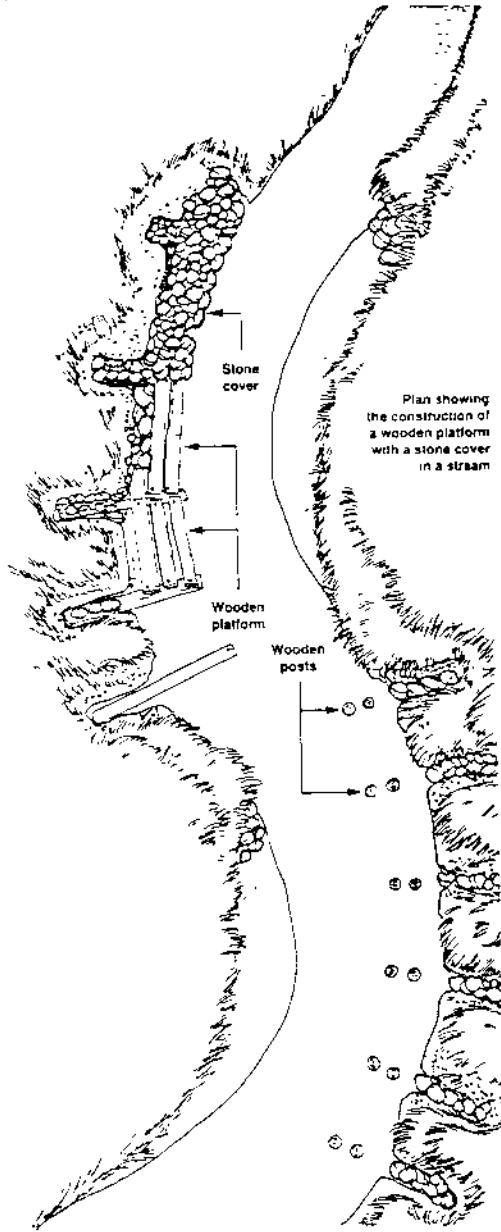 Stone
cover
Plan showing
the construction of
a wooden platform
with a stone cover
in a stream
Wooden
platform
Wooden
posts